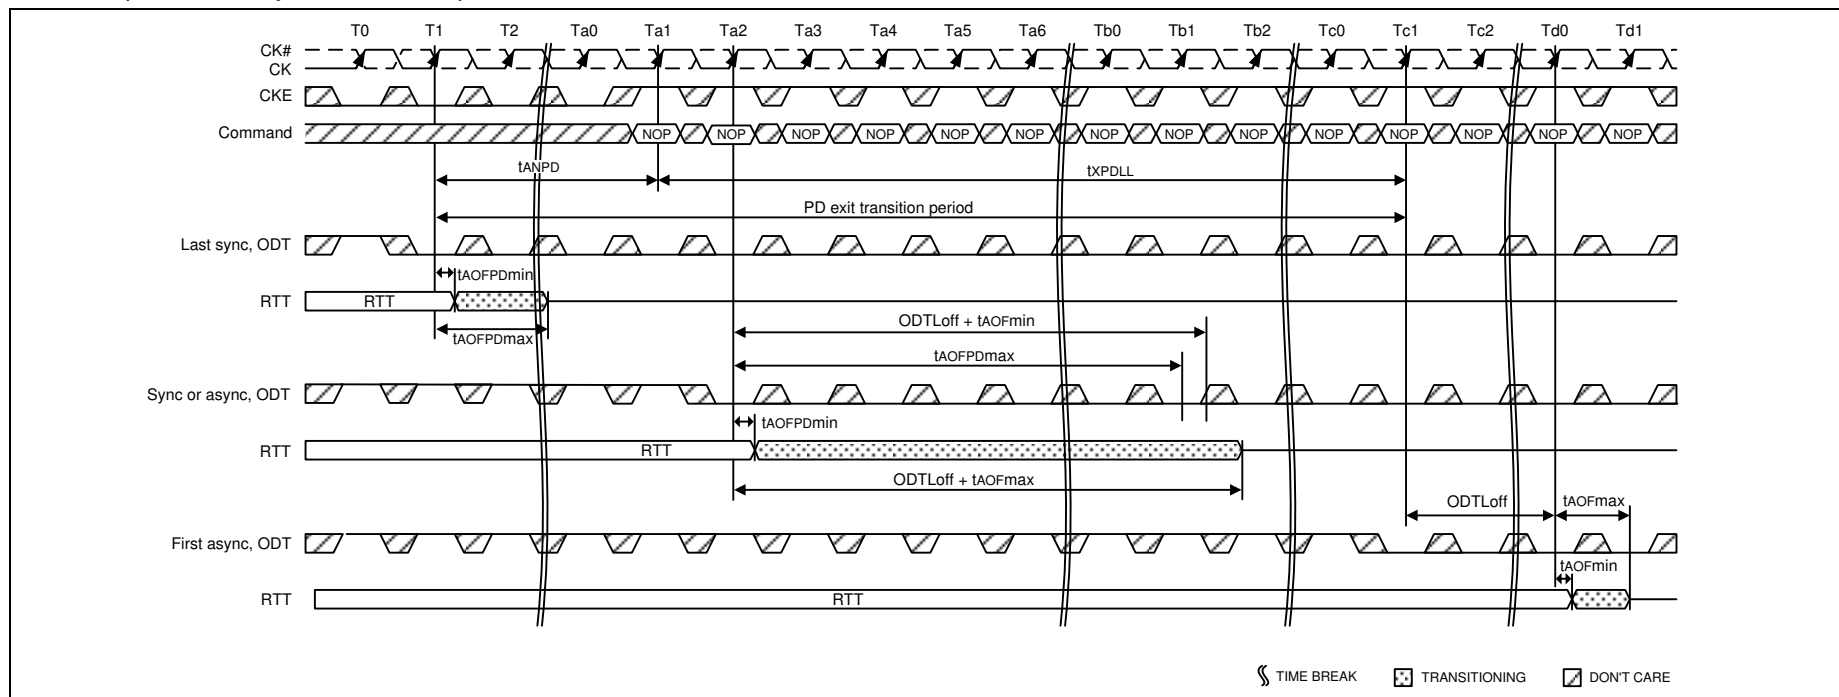 T0 T1 T2 Ta0 Ta1 Ta2 Ta3 Ta4 Ta5 Ta6 Tb0 Tb1 Tb2 Tc0 Tc1 Tc2 Td0 Td1
CK#
CK
CKE
Command NOP NOP NOP NOP NOP NOP NOP NOP NOP NOP NOP NOP NOP NOP
tANPD tXPDLL
PD exit transition period
Last sync, ODT
tAOFPDmin
RTT RTT
tAOFPDmax
ODTLoff + tAOFmin
tAOFPDmax
Sync or async, ODT
tAOFPDmin
RTT RTT
ODTLoff + tAOFmax
ODTLoff tAOFmax
First async, ODT
tAOFmin
RTT RTT
TIME BREAK TRANSITIONING DON'T CARE